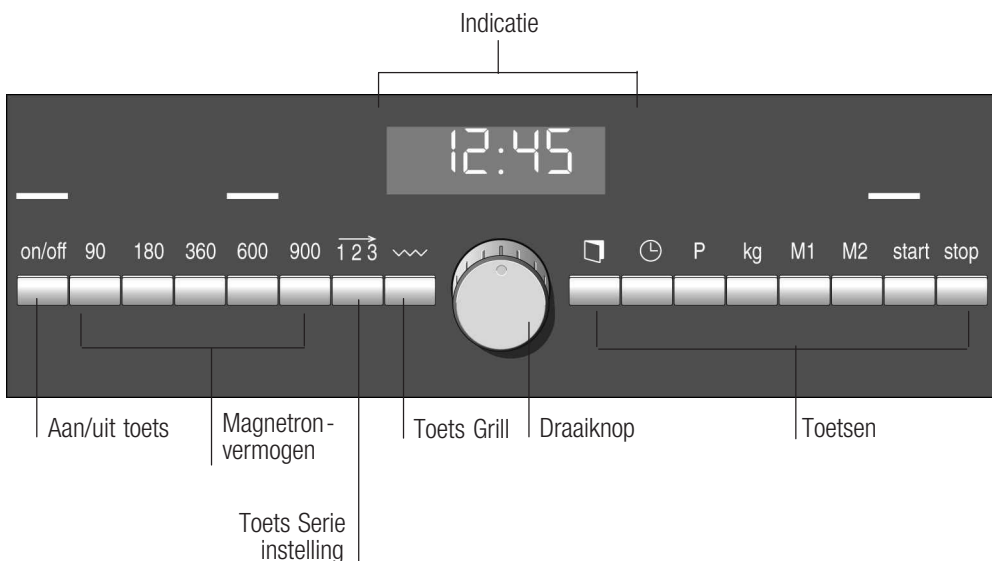 Indicatie
12:45
on/off 90 180 360 600 900 1 2 3 P kg M1 M2 start stop
Aan/uit toets Magnetron- Toets Grill Draaiknop Toetsen
vermogen
Toets Serie
instelling